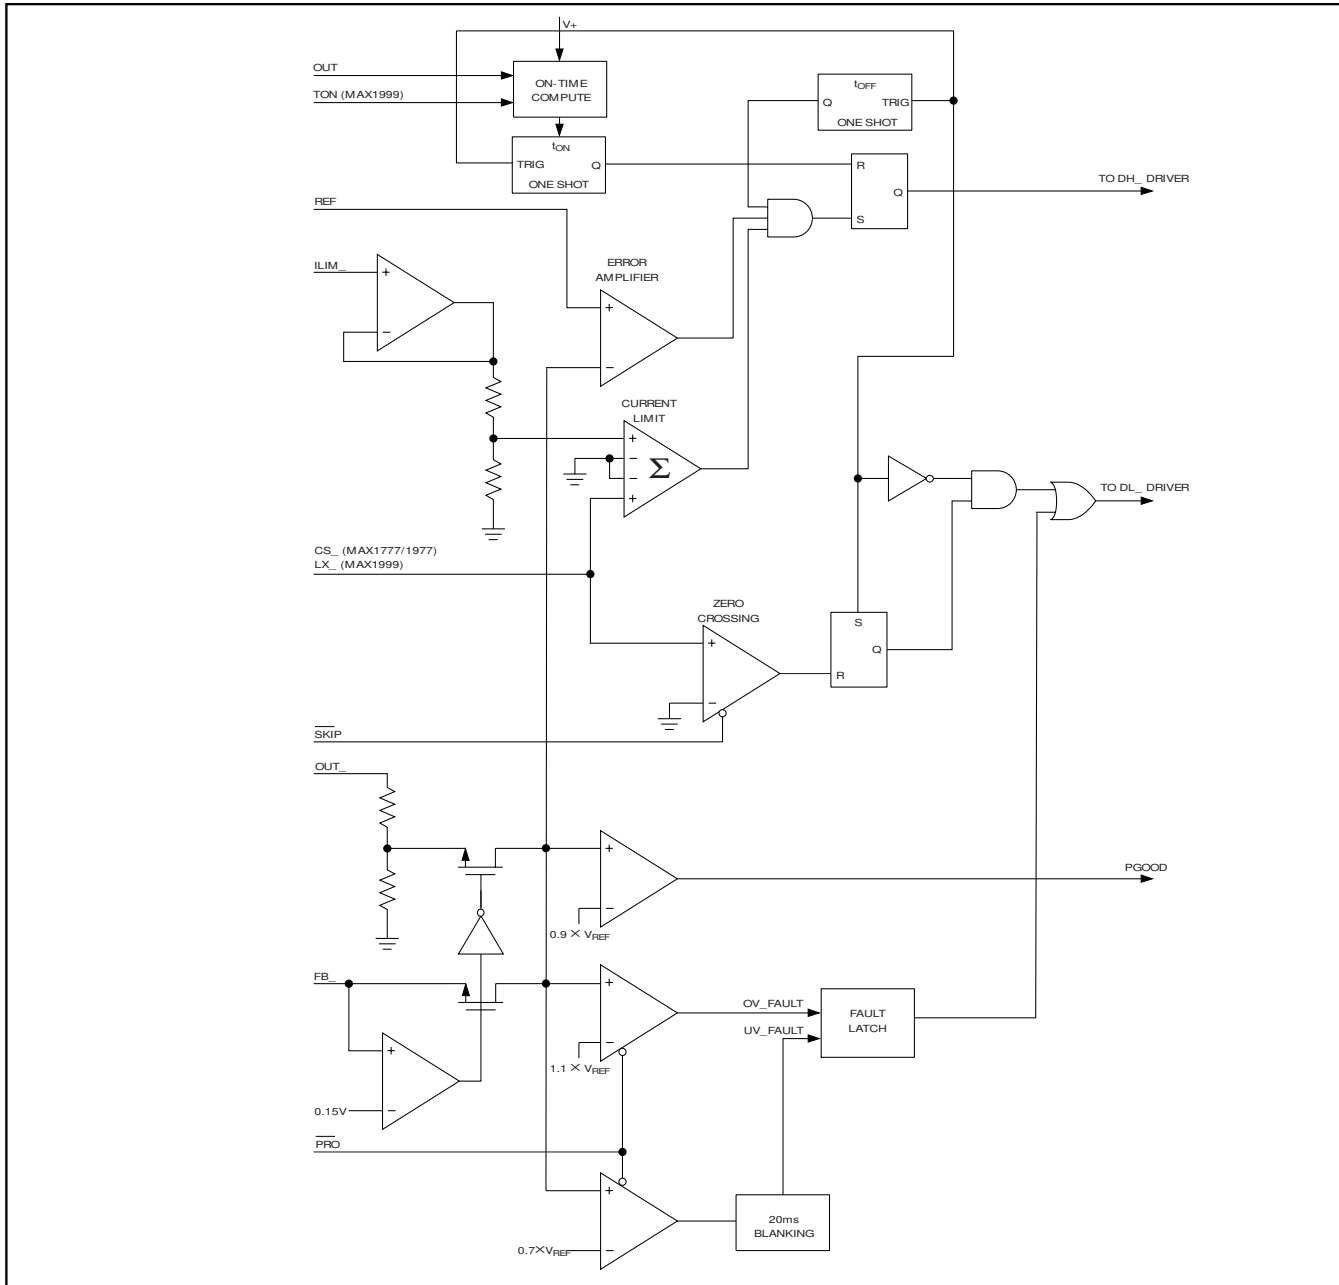 V+
OUT
TON (MAX1999)
ON-TIME
COMPUTE
tOFF
Q TRIG
ONE SHOT
tON
TRIG Q
ONE SHOT
R
Q
S
TO DH_ DRIVER
REF
ILIM_
+
−
ERROR
AMPLIFIER
+
−
CURRENT
LIMIT
+
−
−
+
Σ
TO DL_ DRIVER
CS_ (MAX1777/1977)
LX_ (MAX1999)
ZERO
CROSSING
+
−
S
Q
R
SKIP
OUT_
+
−
0.9 × VREF
PGOOD
FB_
+
−
1.1 × VREF
OV_FAULT
UV_FAULT
FAULT
LATCH
+
−
0.15V
PRO
+
−
0.7×VREF
20ms
BLANKING